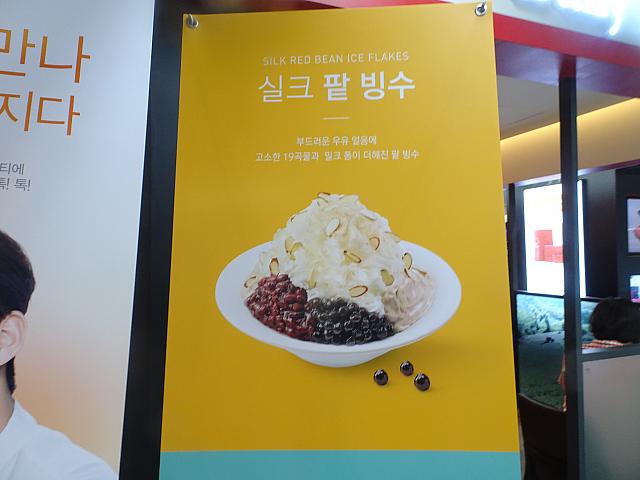 만나
지다
티에
톡! 톡!
SILK RED BEAN ICE FLAKES
실크 팥 빙수
부드러운 우유 얼음에
고소한 19곡물과 밀크 폼이 더해진 팥 빙수